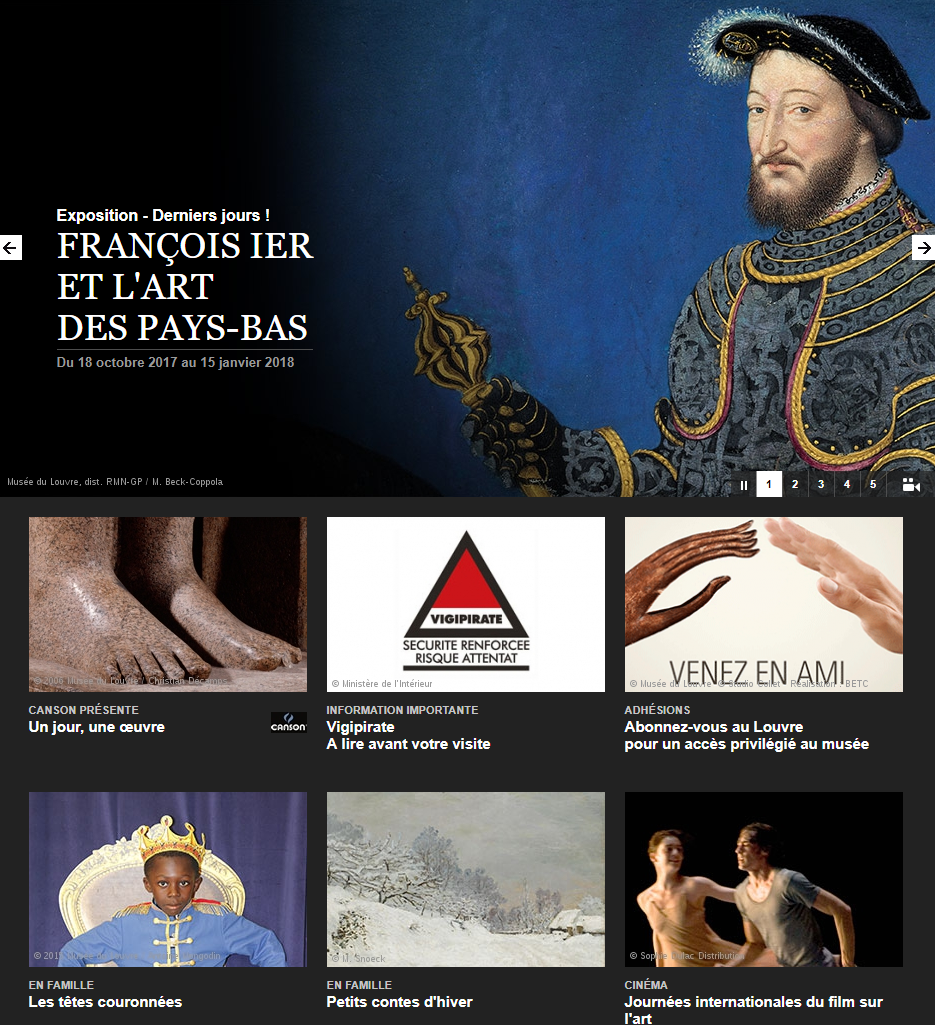 Exposition - Derniers jours !
FRANÇOIS IER
ET L'ART
DES PAYS-BAS
Du 18 octobre 2017 au 15 janvier 2018
Musée du Louvre, dist. RMN-GP / M. Beck-Coppola
1 2 3 4 5
© 2006 Musée du Louvre / Christian Décamps
CANSON PRÉSENTE
Un jour, une œuvre
CANSON
VIGIPIRATE
SECURITE RENFORCEE
RISQUE ATTENTAT
© Ministère de l'Intérieur
INFORMATION IMPORTANTE
Vigipirate
A lire avant votre visite
VENEZ EN AMI
© Musée du Louvre © Studio Collet - Réalisation : BETC
ADHÉSIONS
Abonnez-vous au Louvre
pour un accès privilégié au musée
EN FAMILLE
Les têtes couronnées
© M. Snoeck
EN FAMILLE
Petits contes d'hiver
© Sophie Dulac Distribution
CINÉMA
Journées internationales du film sur
l'art